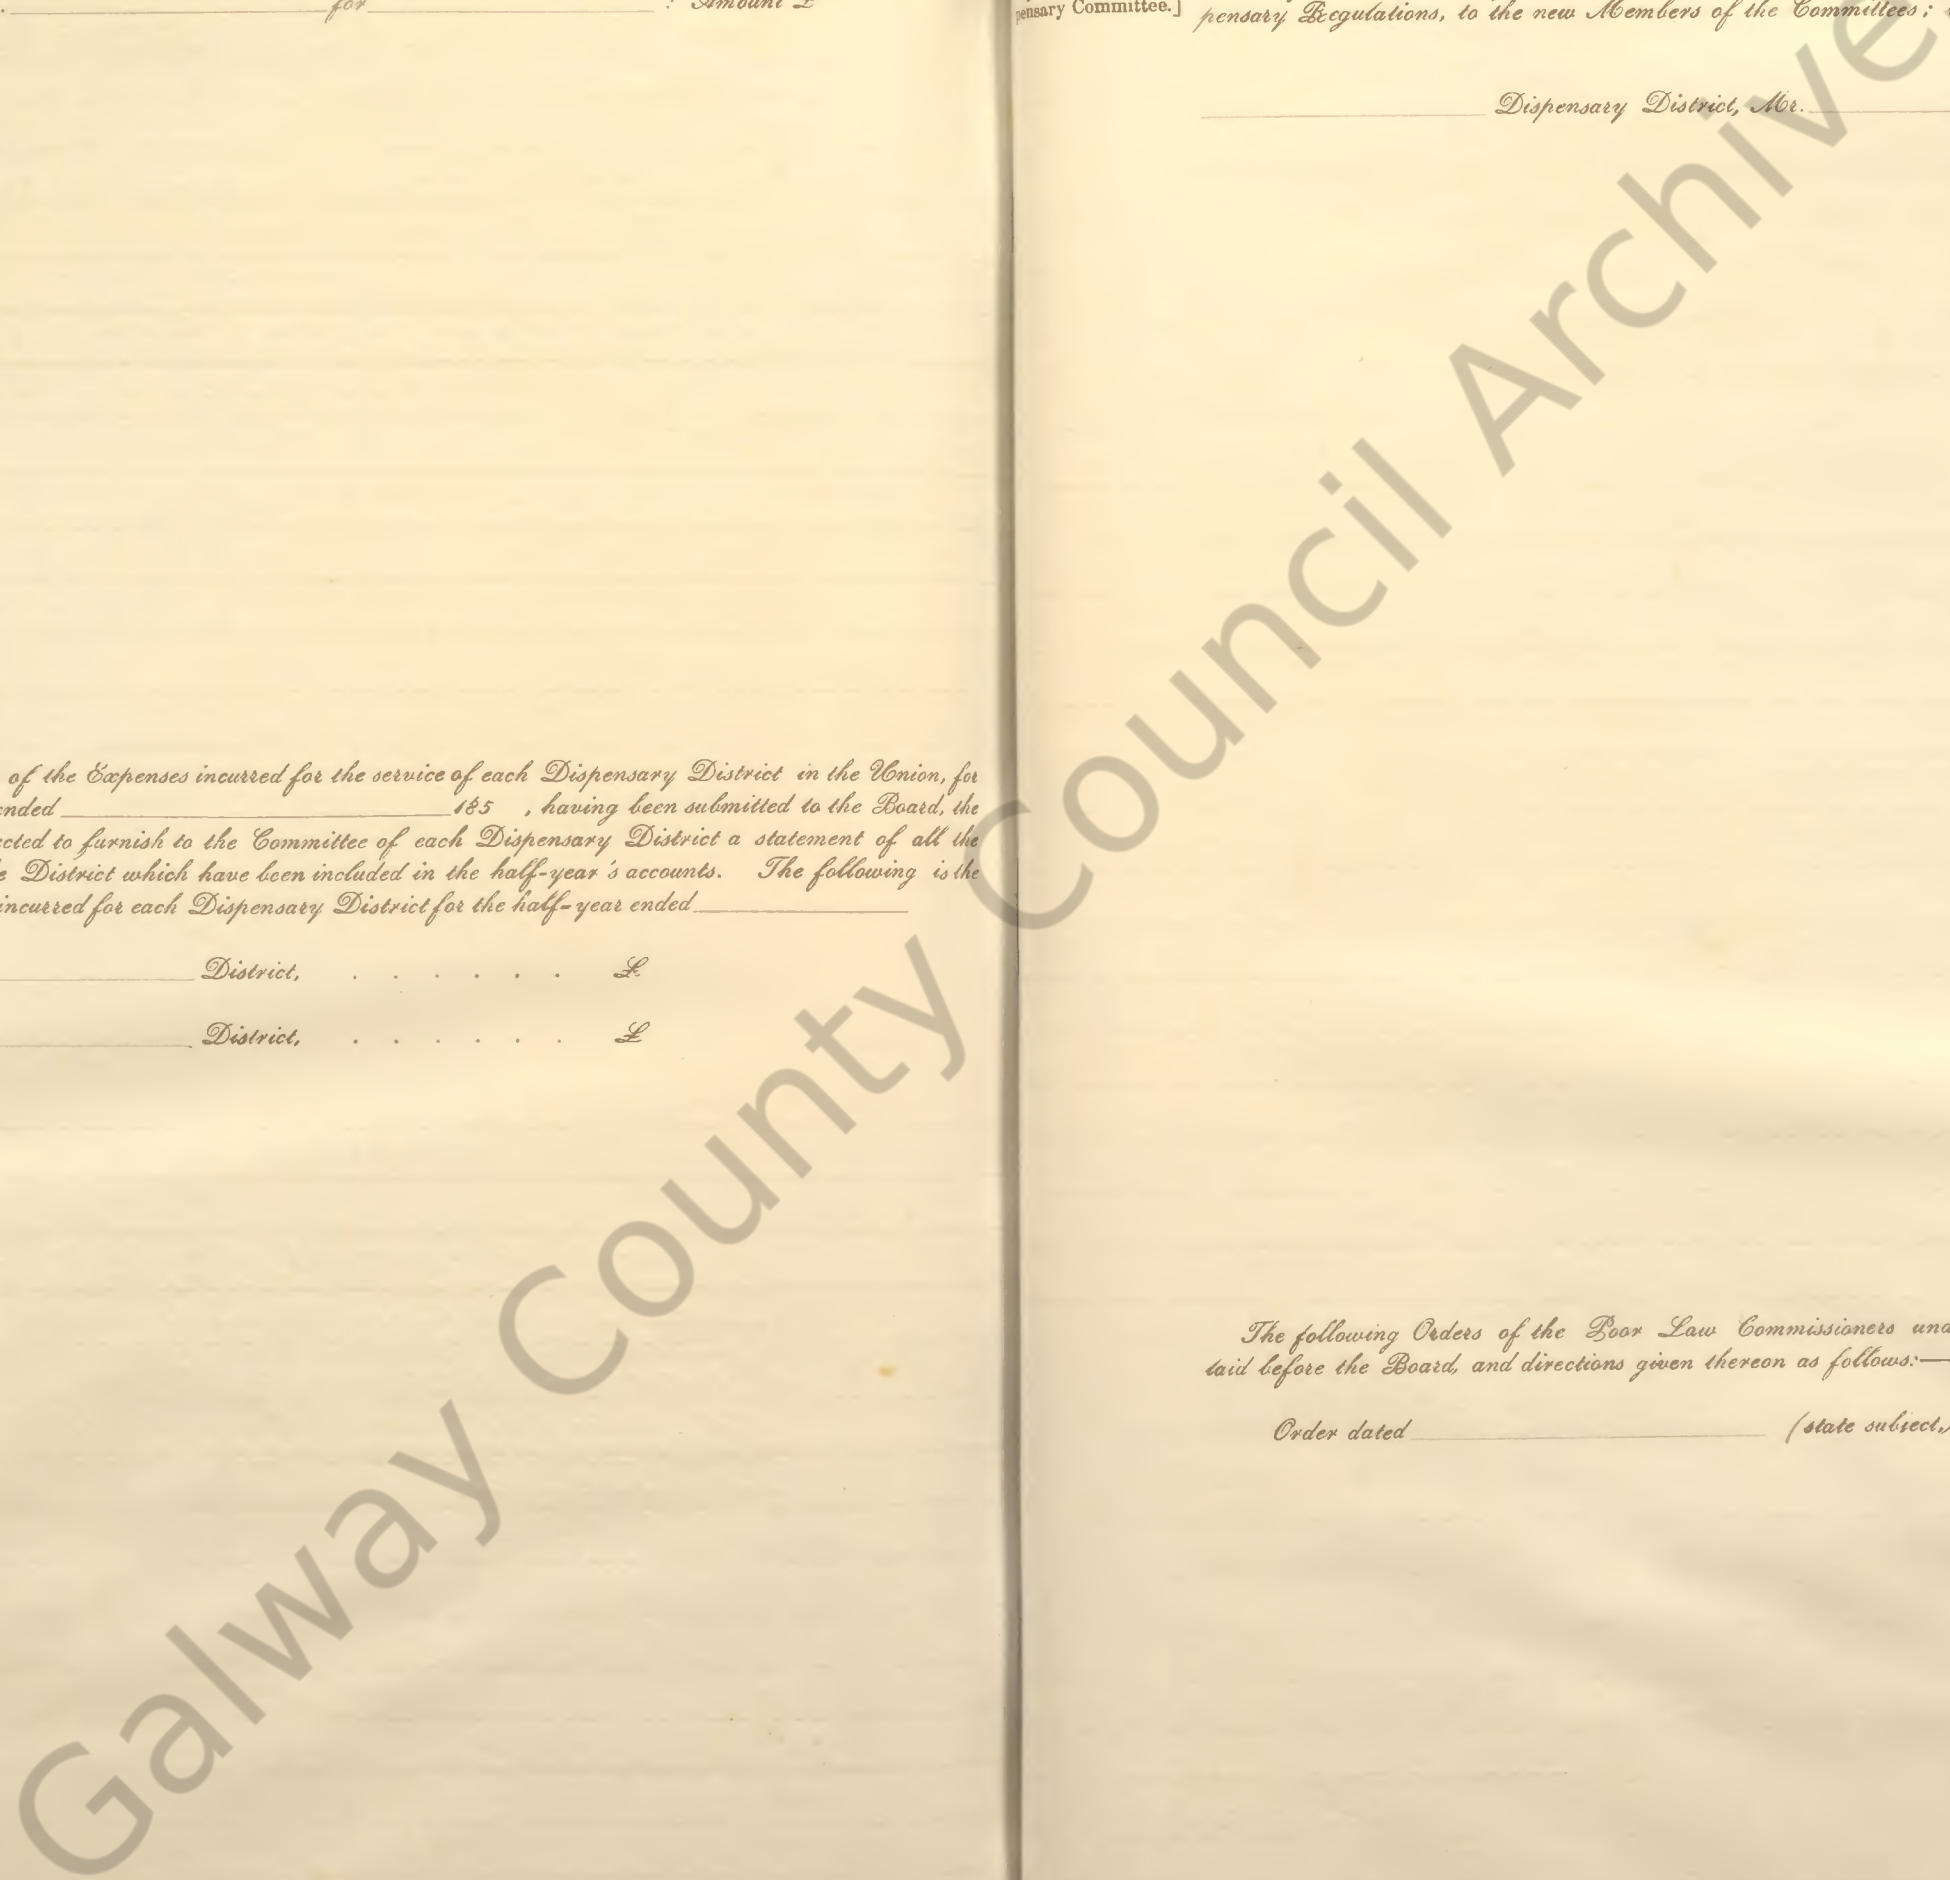 for : Amount £
of the Expenses incurred for the service of each Dispensary District in the Union, for
ended 185 , having been submitted to the Board, the
cted to furnish to the Committee of each Dispensary District a statement of all the
e District which have been included in the half-year's accounts. The following is the
incurred for each Dispensary District for the half-year ended
District, . . . . . . £
District, . . . . . . £
pensary Committee.] pensary Regulations, to the new Members of the Committees;
Dispensary District, Mr.
The following Orders of the Poor Law Commissioners und
laid before the Board, and directions given thereon as follows:—
Order dated (state subject,
Galway County Council Archive